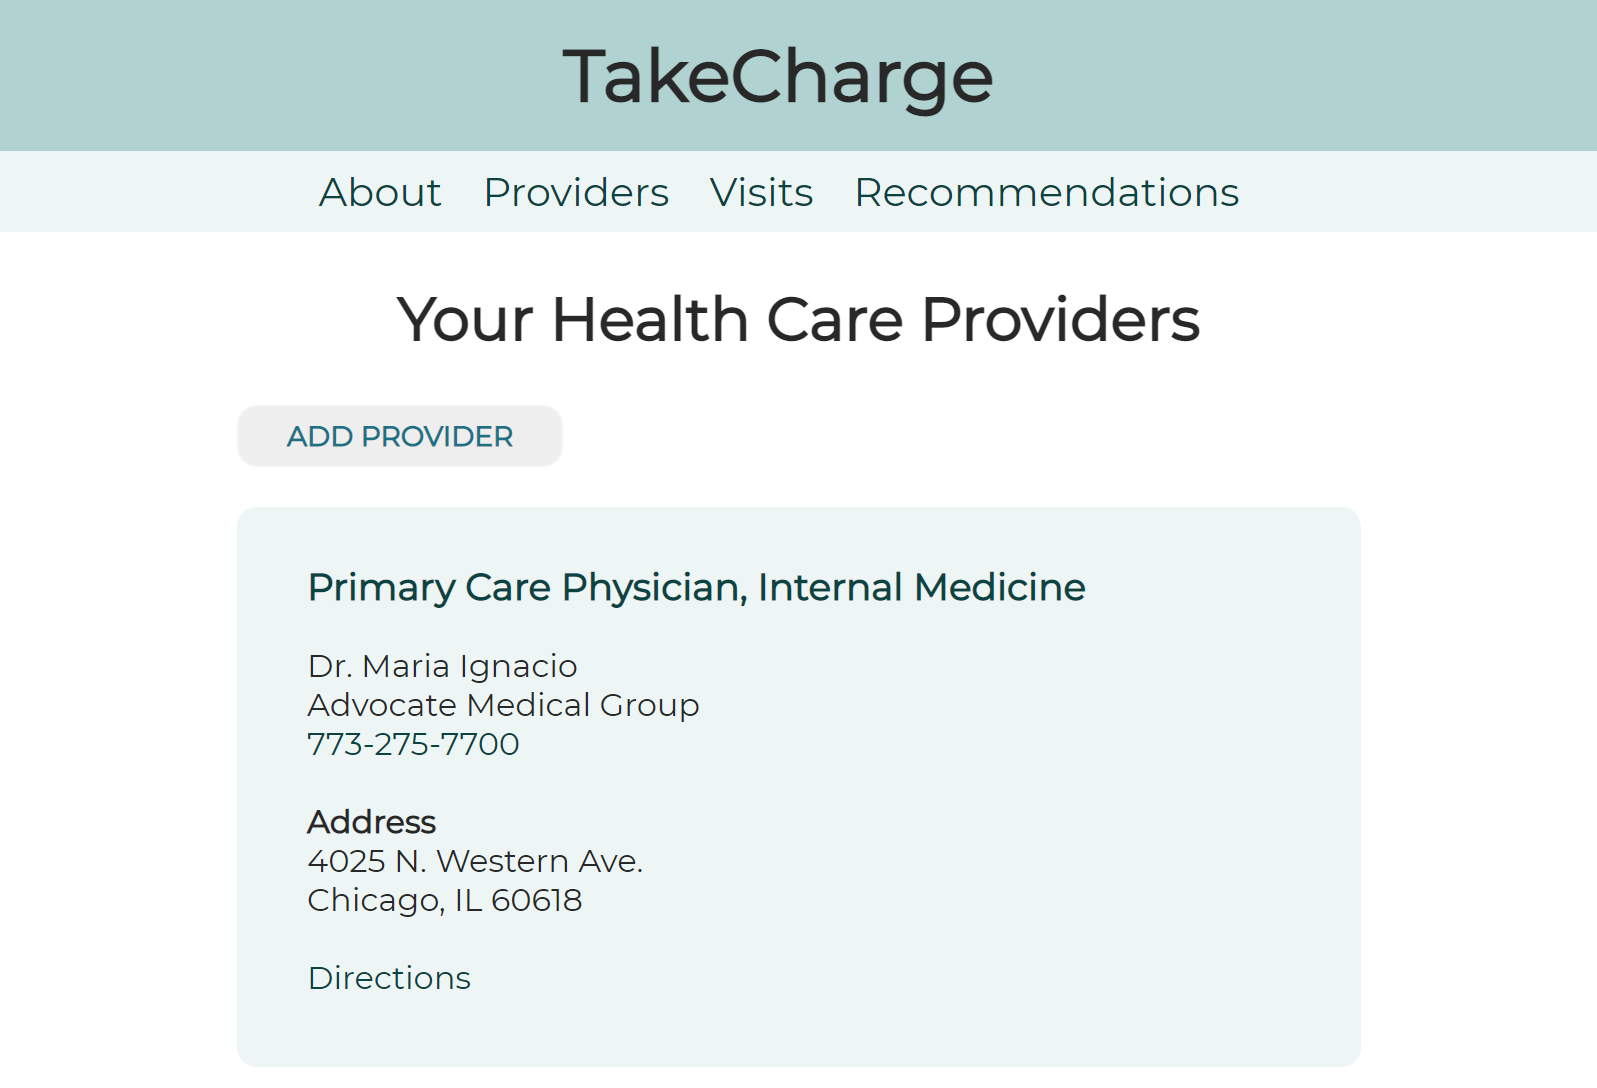 TakeCharge
About Providers Visits Recommendations
Your Health Care Providers
ADD PROVIDER
Primary Care Physician, Internal Medicine
Dr. Maria Ignacio
Advocate Medical Group
773-275-7700
Address
4025 N. Western Ave.
Chicago, IL 60618
Directions